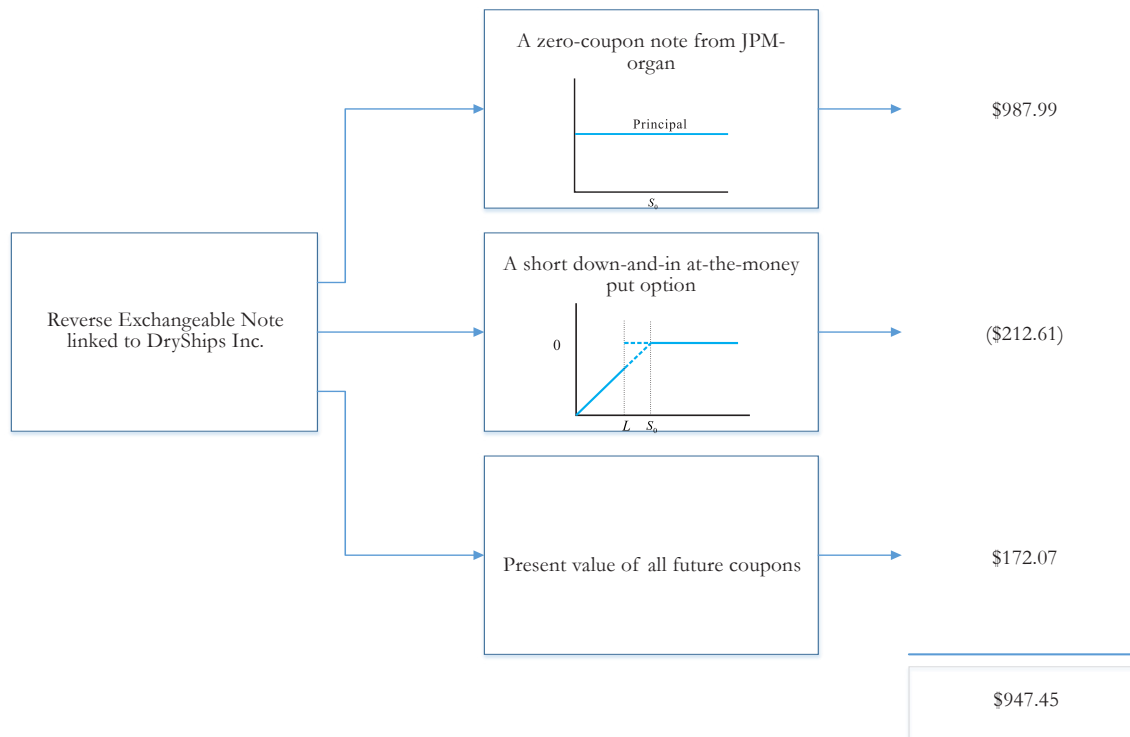 A zero-coupon note from JPM-
organ
Principal
S₀
$987.99
Reverse Exchangeable Note
linked to DryShips Inc.
A short down-and-in at-the-money
put option
0
L S₀
($212.61)
Present value of all future coupons
$172.07
$947.45